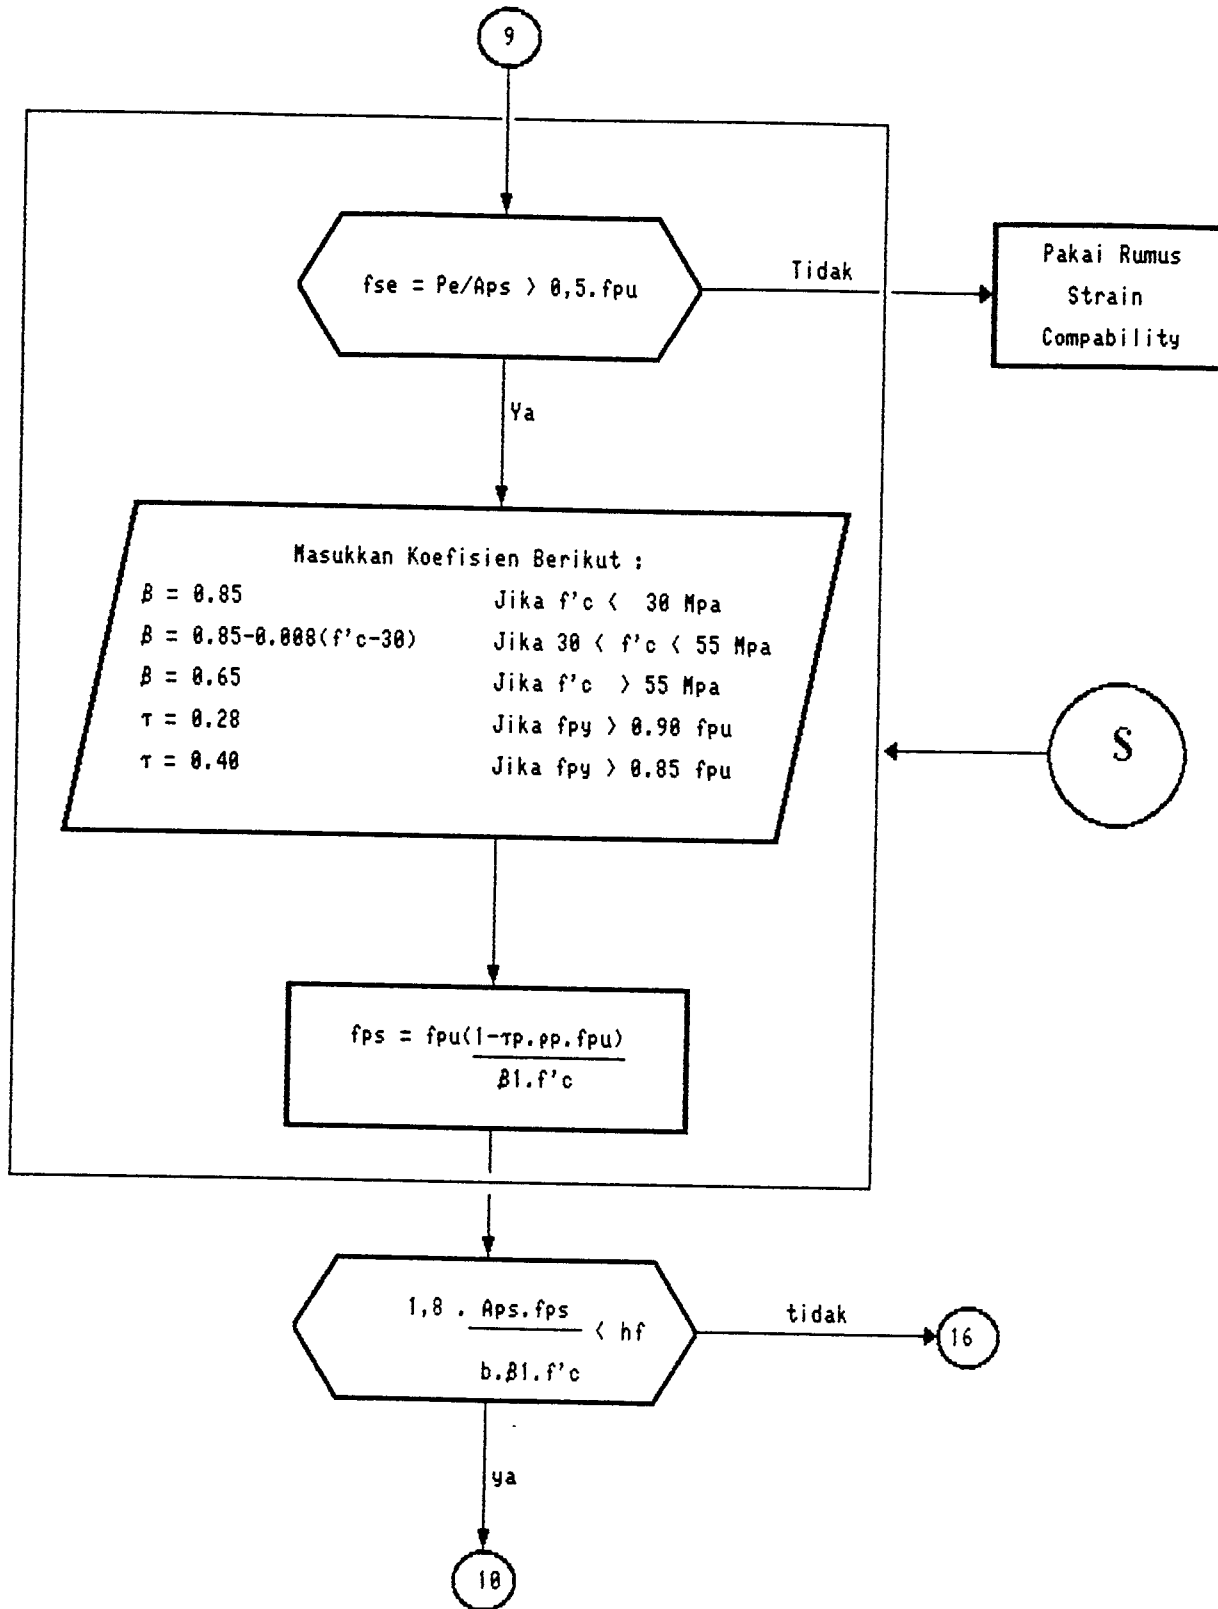 9
fse = Pe/Aps > 0,5.fpu
Tidak
Pakai Rumus
Strain
Compability
Ya
Masukkan Koefisien Berikut :
β = 0.85 Jika f'c < 30 Mpa
β = 0.85-0.008(f'c-30) Jika 30 < f'c < 55 Mpa
β = 0.65 Jika f'c > 55 Mpa
τ = 0.28 Jika fpy > 0.90 fpu
τ = 0.40 Jika fpy > 0.85 fpu
S
fps = fpu(1-τp.ρp.fpu)
β1.f'c
1,8 . Aps.fps < hf
b.β1.f'c
tidak
16
ya
10